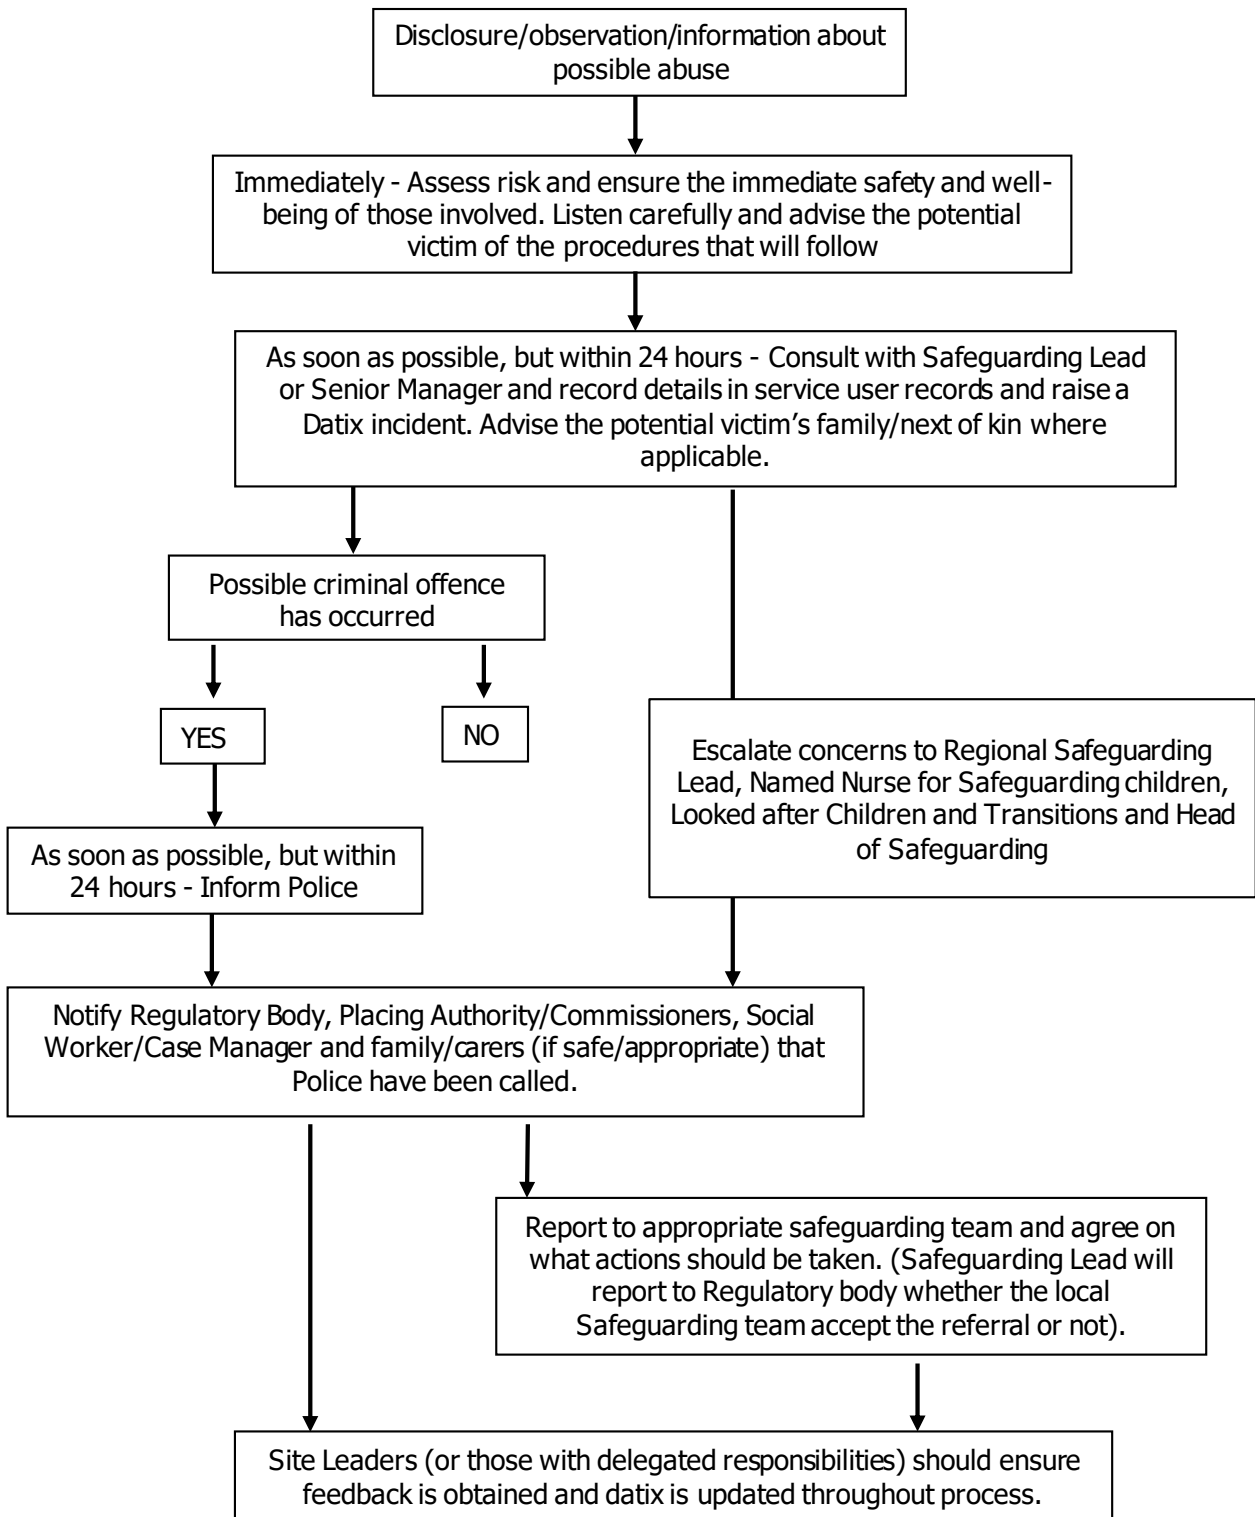 Disclosure/observation/information about
possible abuse
Immediately - Assess risk and ensure the immediate safety and well-
being of those involved. Listen carefully and advise the potential
victim of the procedures that will follow
As soon as possible, but within 24 hours - Consult with Safeguarding Lead
or Senior Manager and record details in service user records and raise a
Datix incident. Advise the potential victim’s family/next of kin where
applicable.
Possible criminal offence
has occurred
YES
NO
Escalate concerns to Regional Safeguarding
Lead, Named Nurse for Safeguarding children,
Looked after Children and Transitions and Head
of Safeguarding
As soon as possible, but within
24 hours - Inform Police
Notify Regulatory Body, Placing Authority/Commissioners, Social
Worker/Case Manager and family/carers (if safe/appropriate) that
Police have been called.
Report to appropriate safeguarding team and agree on
what actions should be taken. (Safeguarding Lead will
report to Regulatory body whether the local
Safeguarding team accept the referral or not).
Site Leaders (or those with delegated responsibilities) should ensure
feedback is obtained and datix is updated throughout process.